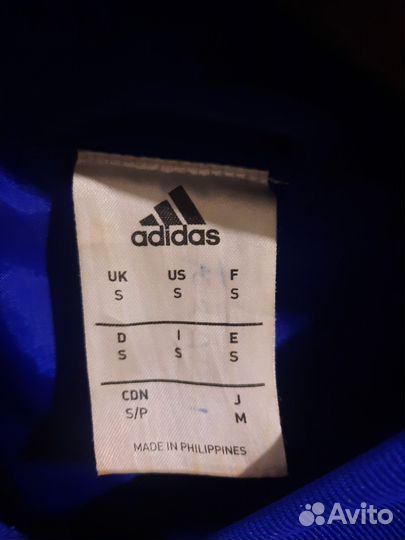 adidas
UK US F
S S S
D I E
S S S
CDN J
S/P M
MADE IN PHILIPPINES
Avito